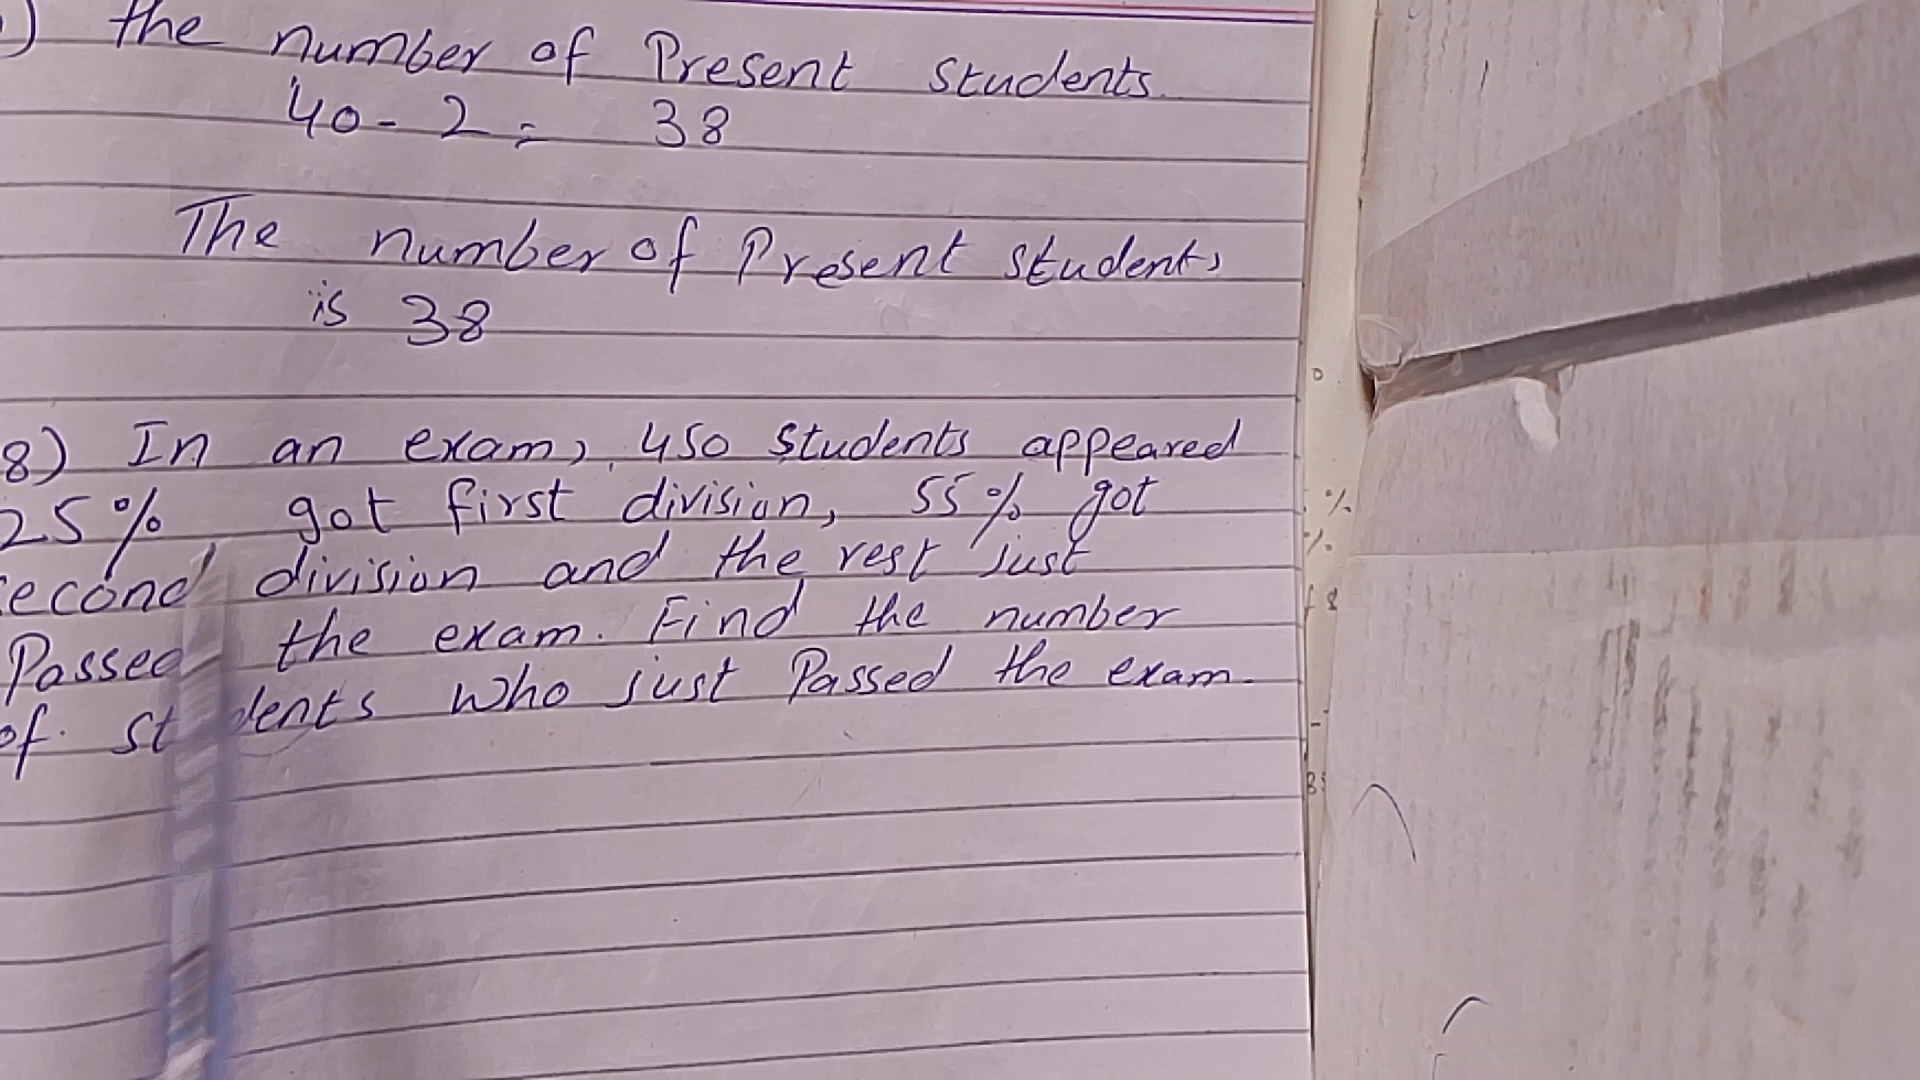 ) the number of Present students.
40 - 2 = 38
The number of Present students
is 38
8) In an exam, 450 students appeared
25% got first division, 55% got
second division and the rest just
Passed the exam. Find the number
of students who just Passed the exam.